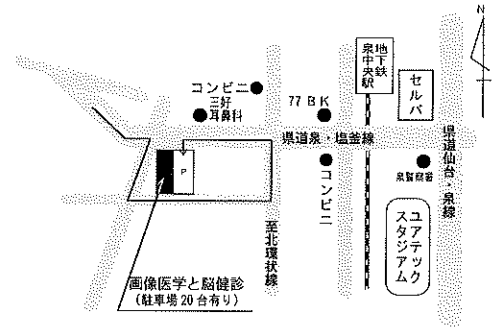 N
地下鉄
泉中央駅
セルバ
コンビニ
三好
耳鼻科
77BK
県道泉・塩釜線
県道仙台・泉線
P
コンビニ
泉警察署
至北環状線
ユアテック
スタジアム
画像医学と脳健診
(駐車場20台有り)